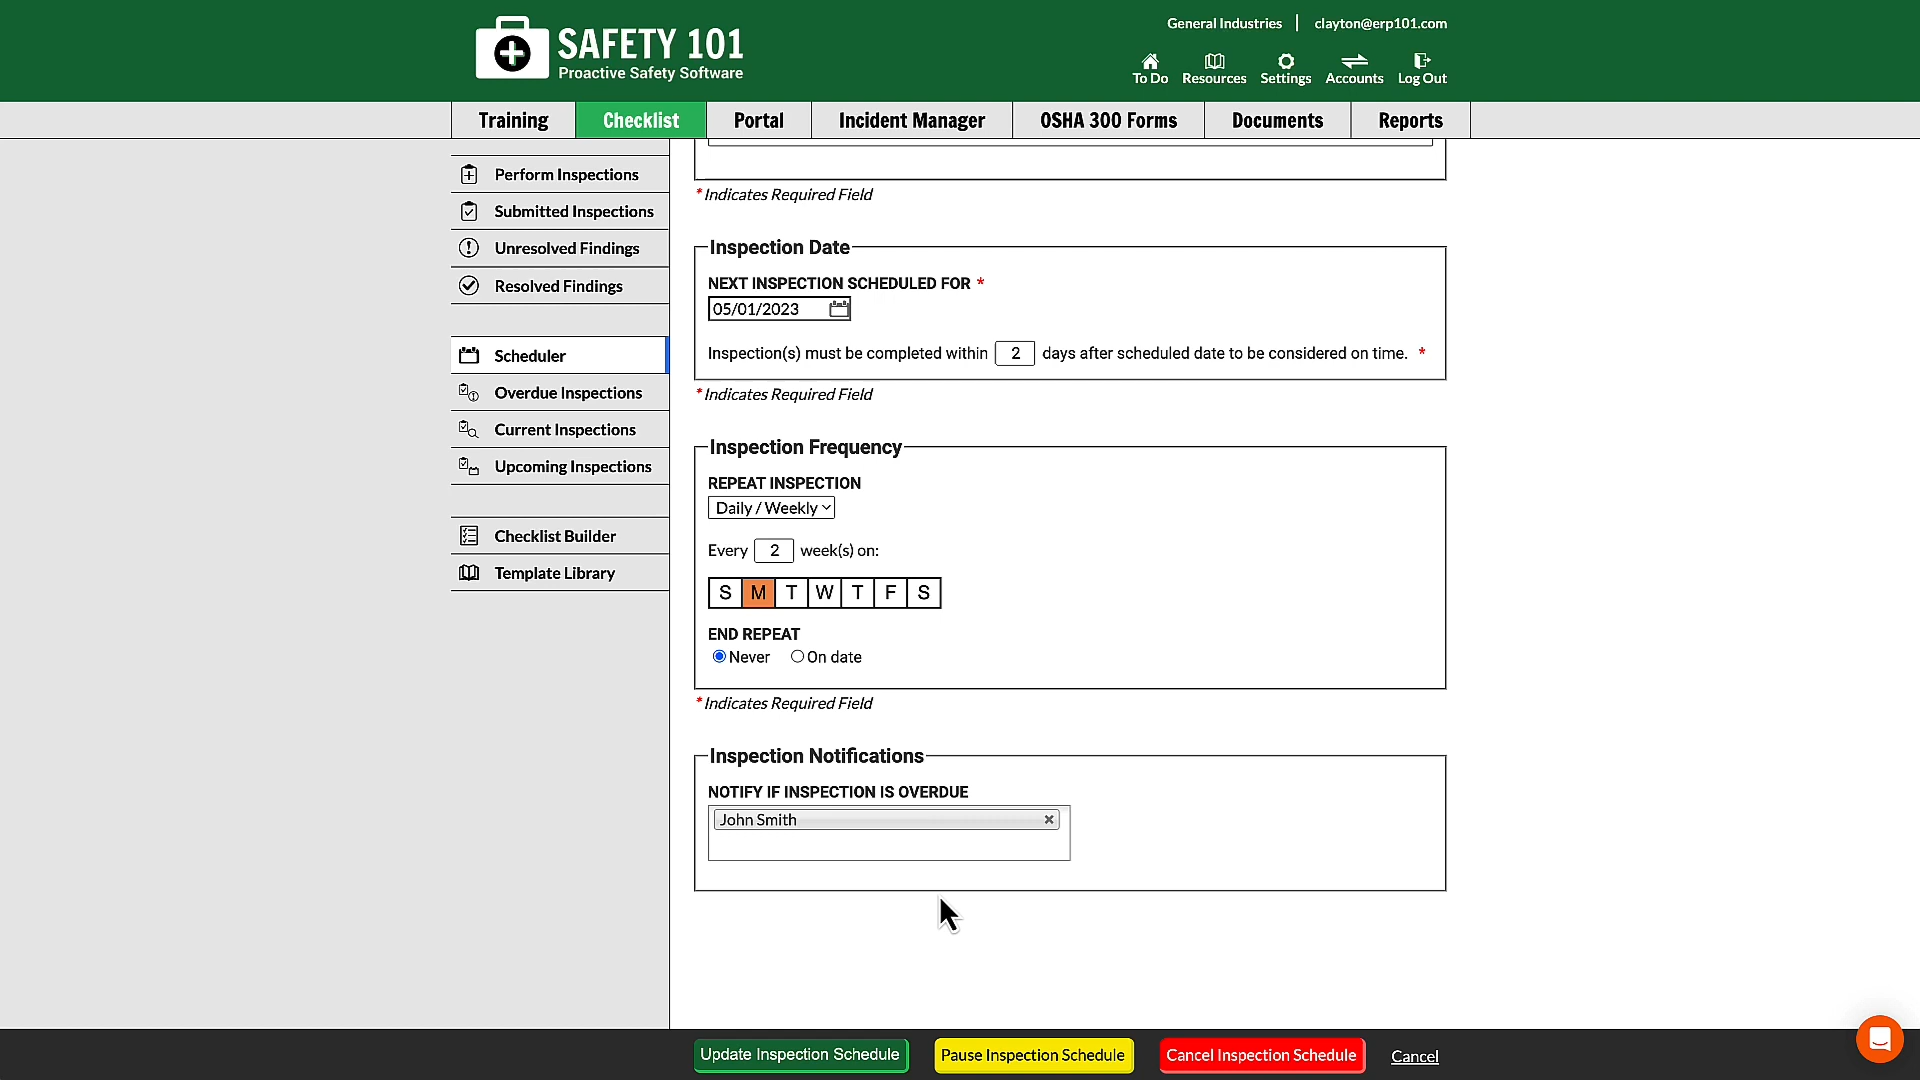 General Industries
clayton@erp101.com
SAFETY 101
Proactive Safety Software
To Do
Resources
Settings
Accounts
Log Out
Training
Checklist
Portal
Incident Manager
OSHA 300 Forms
Documents
Reports
Perform Inspections
Submitted Inspections
Unresolved Findings
Resolved Findings
Scheduler
Overdue Inspections
Current Inspections
Upcoming Inspections
Checklist Builder
Template Library
* Indicates Required Field
Inspection Date
NEXT INSPECTION SCHEDULED FOR *
05/01/2023
Inspection(s) must be completed within 2 days after scheduled date to be considered on time. *
* Indicates Required Field
Inspection Frequency
REPEAT INSPECTION
Daily / Weekly
Every 2 week(s) on:
S M T W T F S
END REPEAT
Never On date
* Indicates Required Field
Inspection Notifications
NOTIFY IF INSPECTION IS OVERDUE
John Smith
Update Inspection Schedule
Pause Inspection Schedule
Cancel Inspection Schedule
Cancel